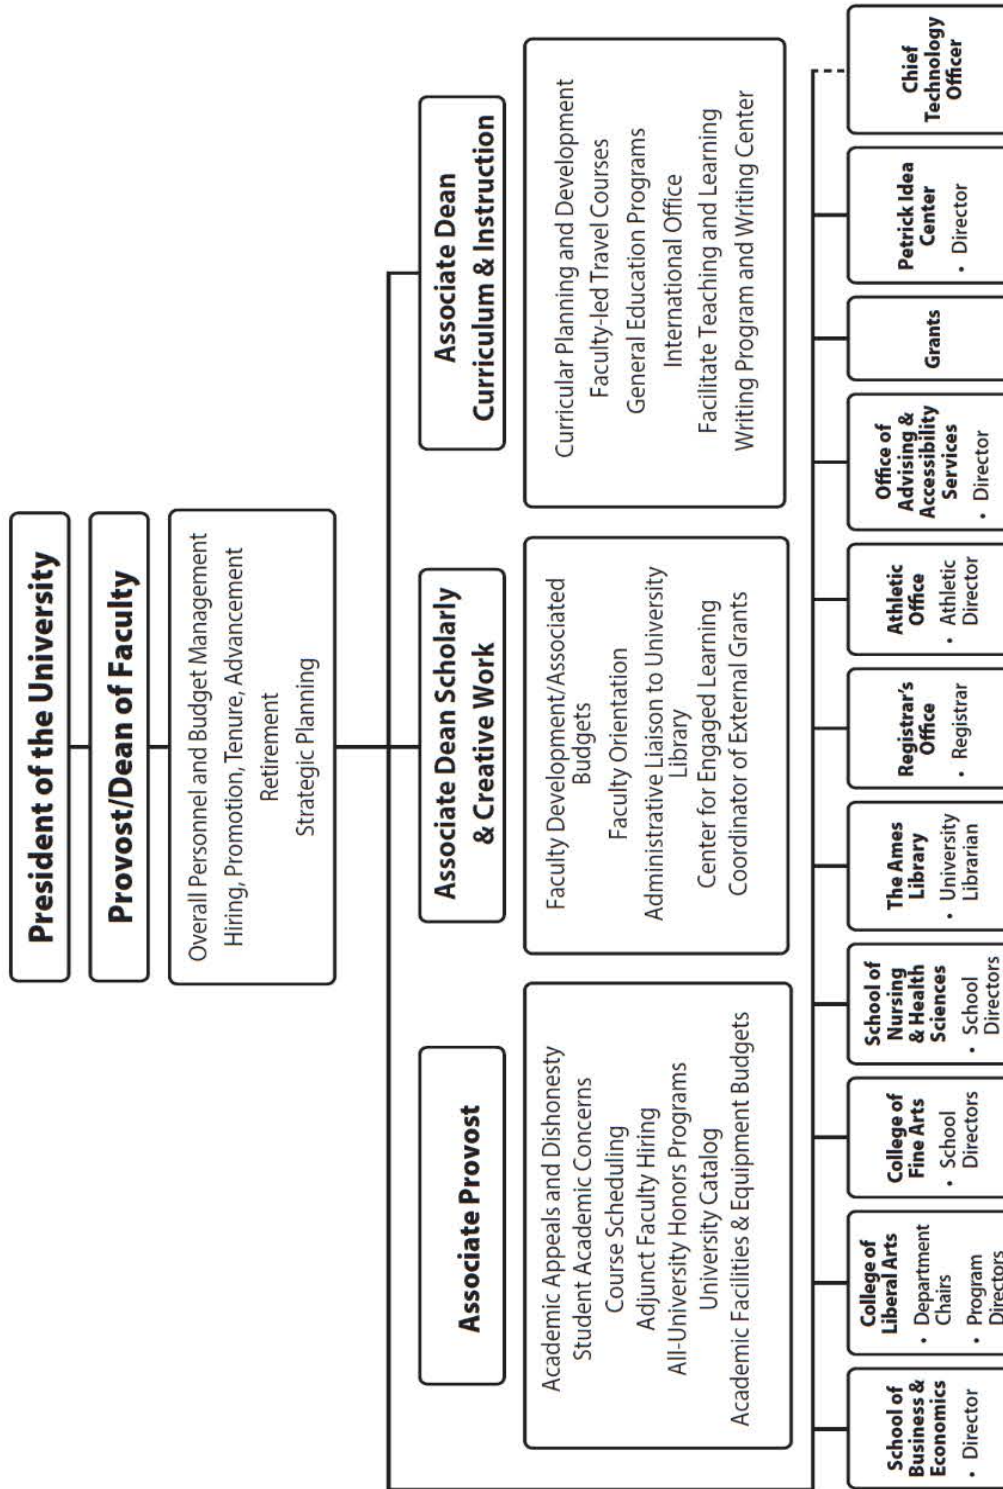 President of the University
Provost/Dean of Faculty
Overall Personnel and Budget Management
Hiring, Promotion, Tenure, Advancement
Retirement
Strategic Planning
Associate Provost
Academic Appeals and Dishonesty
Student Academic Concerns
Course Scheduling
Adjunct Faculty Hiring
All-University Honors Programs
University Catalog
Academic Facilities & Equipment Budgets
Associate Dean Scholarly
& Creative Work
Faculty Development/Associated
Budgets
Faculty Orientation
Administrative Liaison to University
Library
Center for Engaged Learning
Coordinator of External Grants
Associate Dean
Curriculum & Instruction
Curricular Planning and Development
Faculty-led Travel Courses
General Education Programs
International Office
Facilitate Teaching and Learning
Writing Program and Writing Center
School of
Business &
Economics
• Director
College of
Liberal Arts
• Department
Chairs
• Program
Directors
College of
Fine Arts
• School
Directors
School of
Nursing
& Health
Sciences
• School
Directors
The Ames
Library
• University
Librarian
Registrar's
Office
• Registrar
Athletic
Office
• Athletic
Director
Office of
Advising &
Accessibility
Services
• Director
Grants
Petrick Idea
Center
• Director
Chief
Technology
Officer